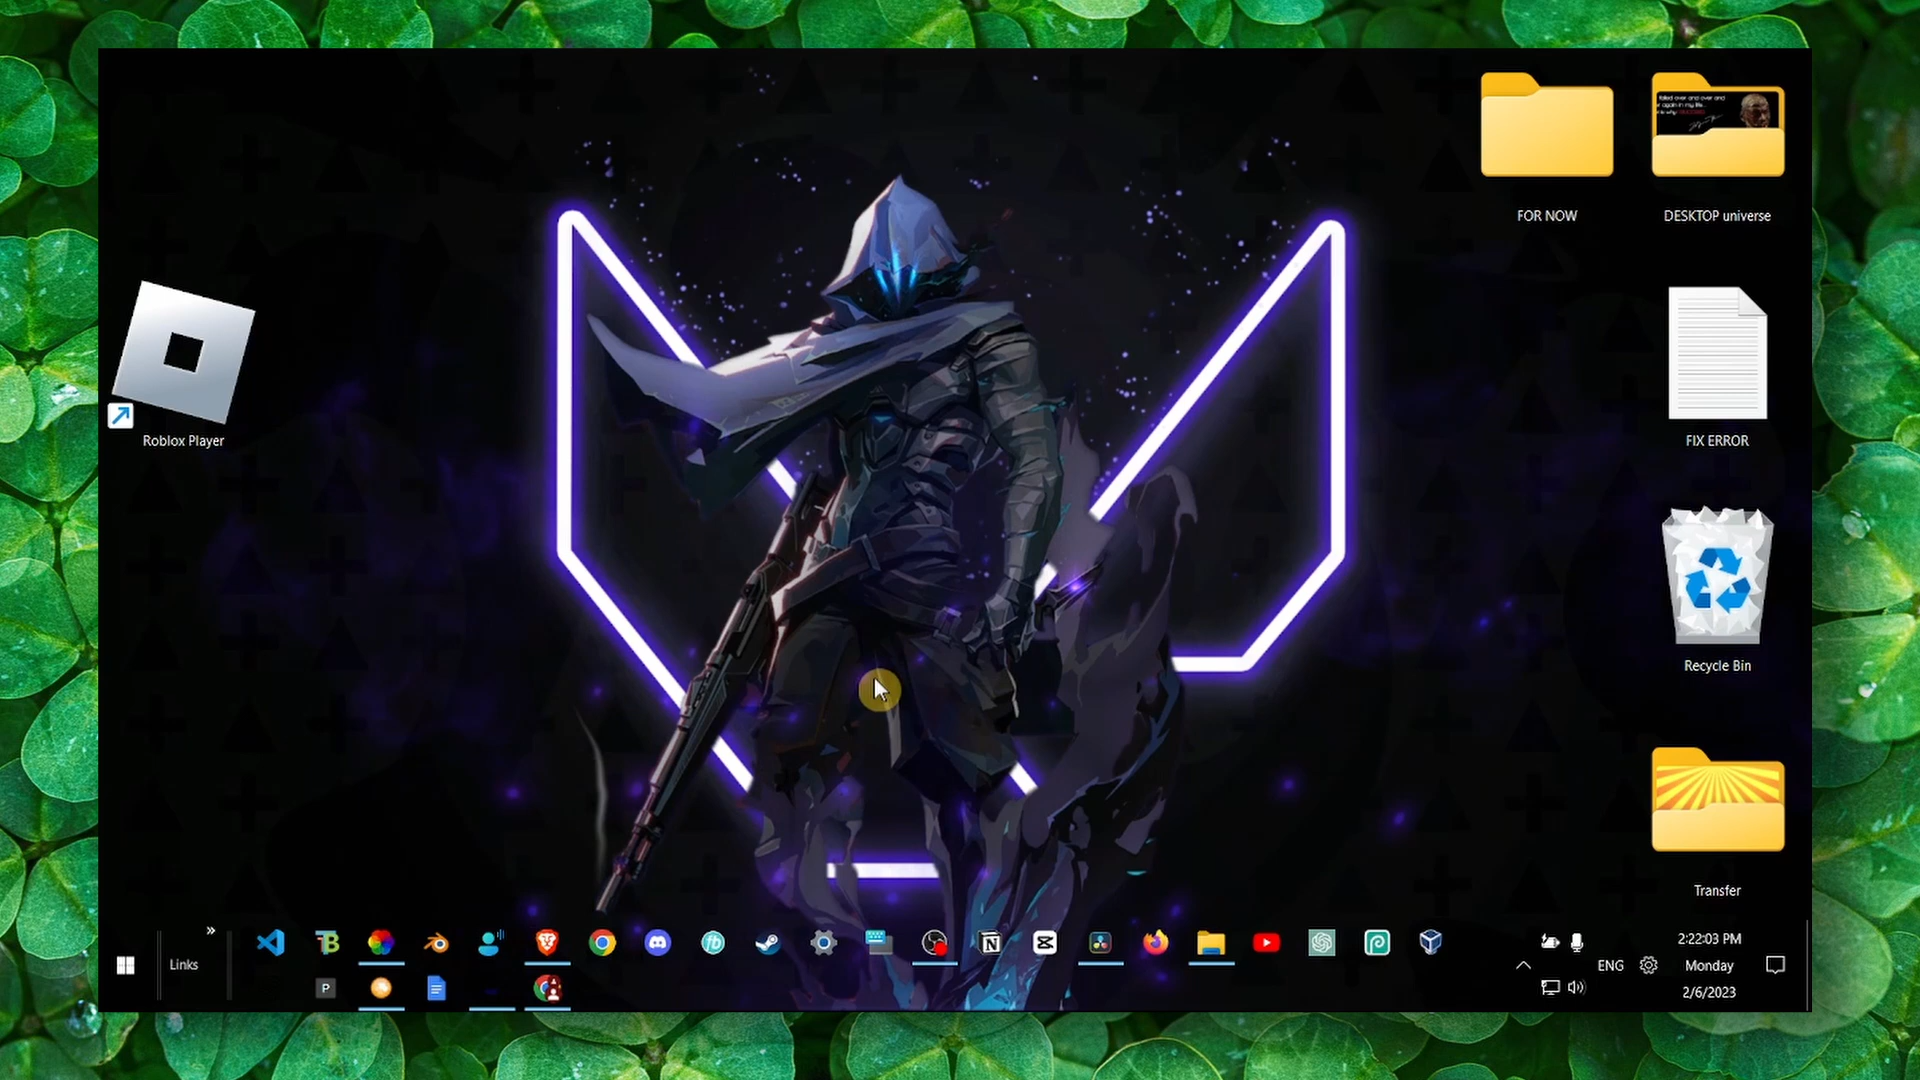 FOR NOW
DESKTOP universe
Roblox Player
FIX ERROR
Recycle Bin
Transfer
Links
ENG
2:22:03 PM
Monday
2/6/2023